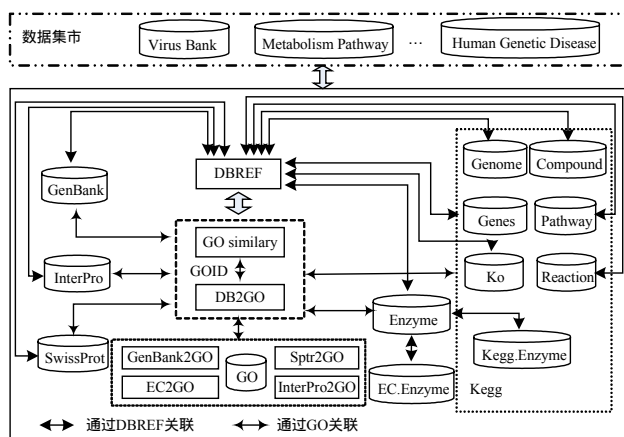 数据集市
Virus Bank
Metabolism Pathway
…
Human Genetic Disease
DBREF
Genome
Compound
GenBank
Genes
Pathway
GO similary
GOID
DB2GO
InterPro
Ko
Reaction
Enzyme
SwissProt
GenBank2GO
Sptr2GO
GO
EC2GO
InterPro2GO
EC.Enzyme
Kegg.Enzyme
Kegg
通过DBREF关联
通过GO关联